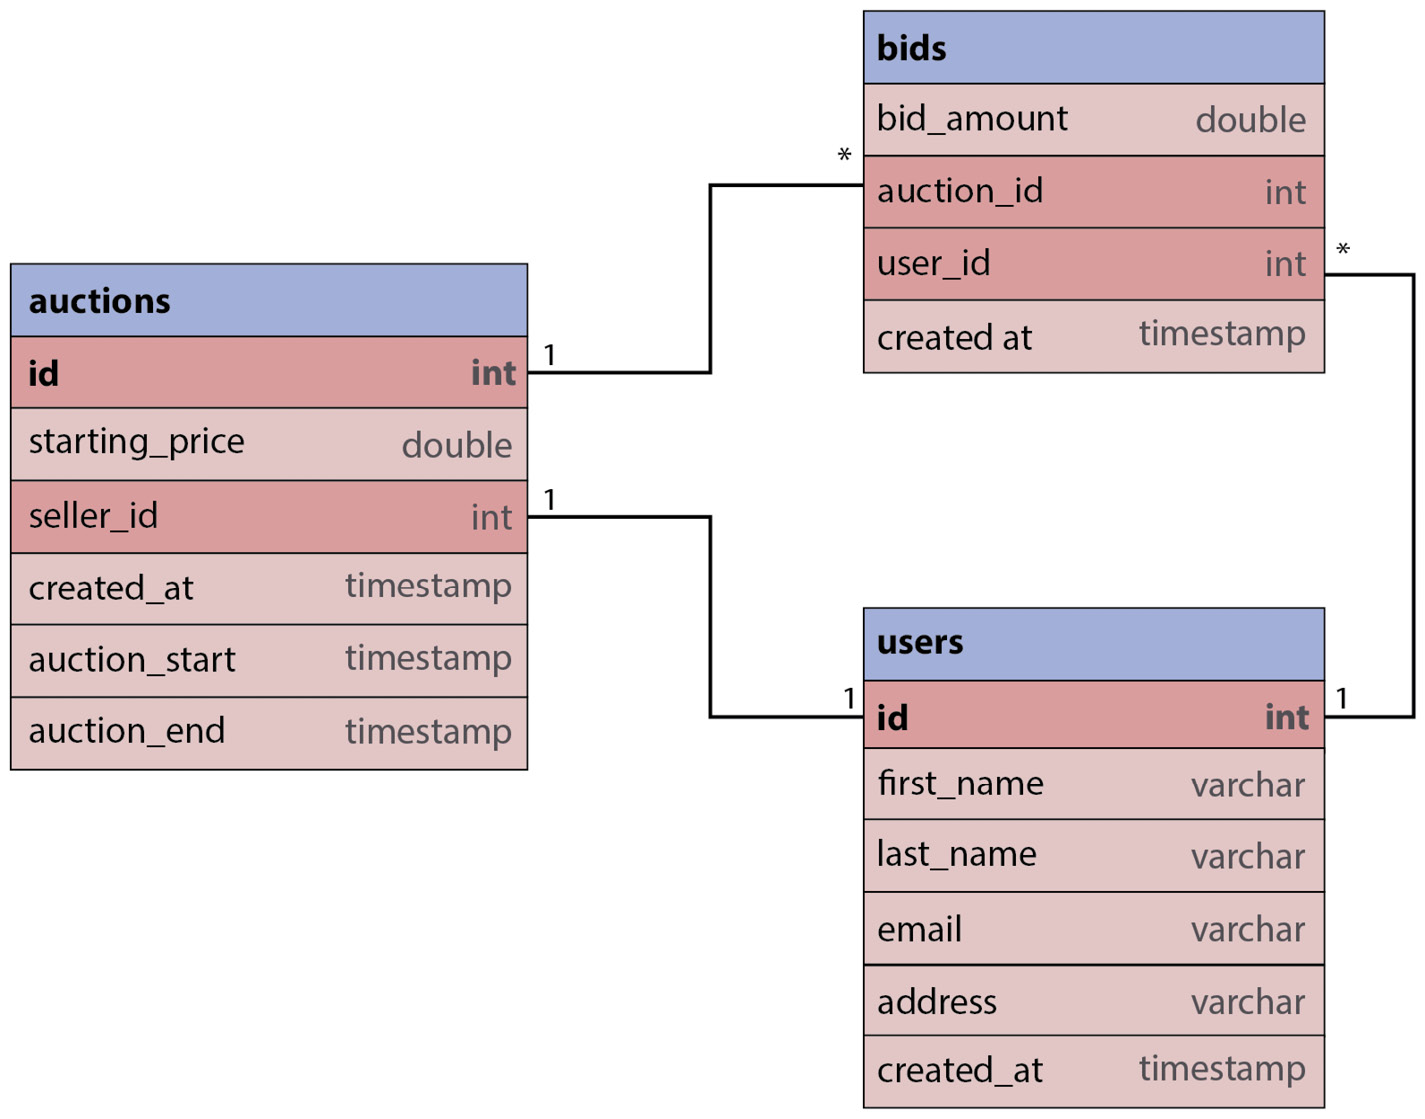 bids
bid_amount double
*
auction_id int
user_id int
*
created at timestamp
auctions
id int
1
starting_price double
seller_id int
1
created_at timestamp
auction_start timestamp
auction_end timestamp
users
1
id int
1
first_name varchar
last_name varchar
email varchar
address varchar
created_at timestamp